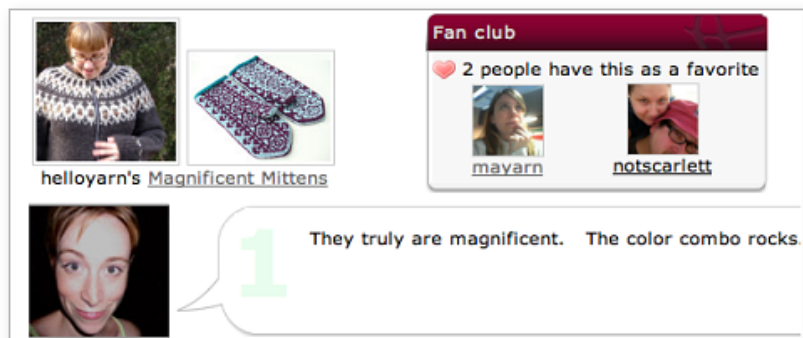 Fan club
2 people have this as a favorite
mayarn
notscarlett
helloyarn's Magnificent Mittens
1
They truly are magnificent. The color combo rocks.